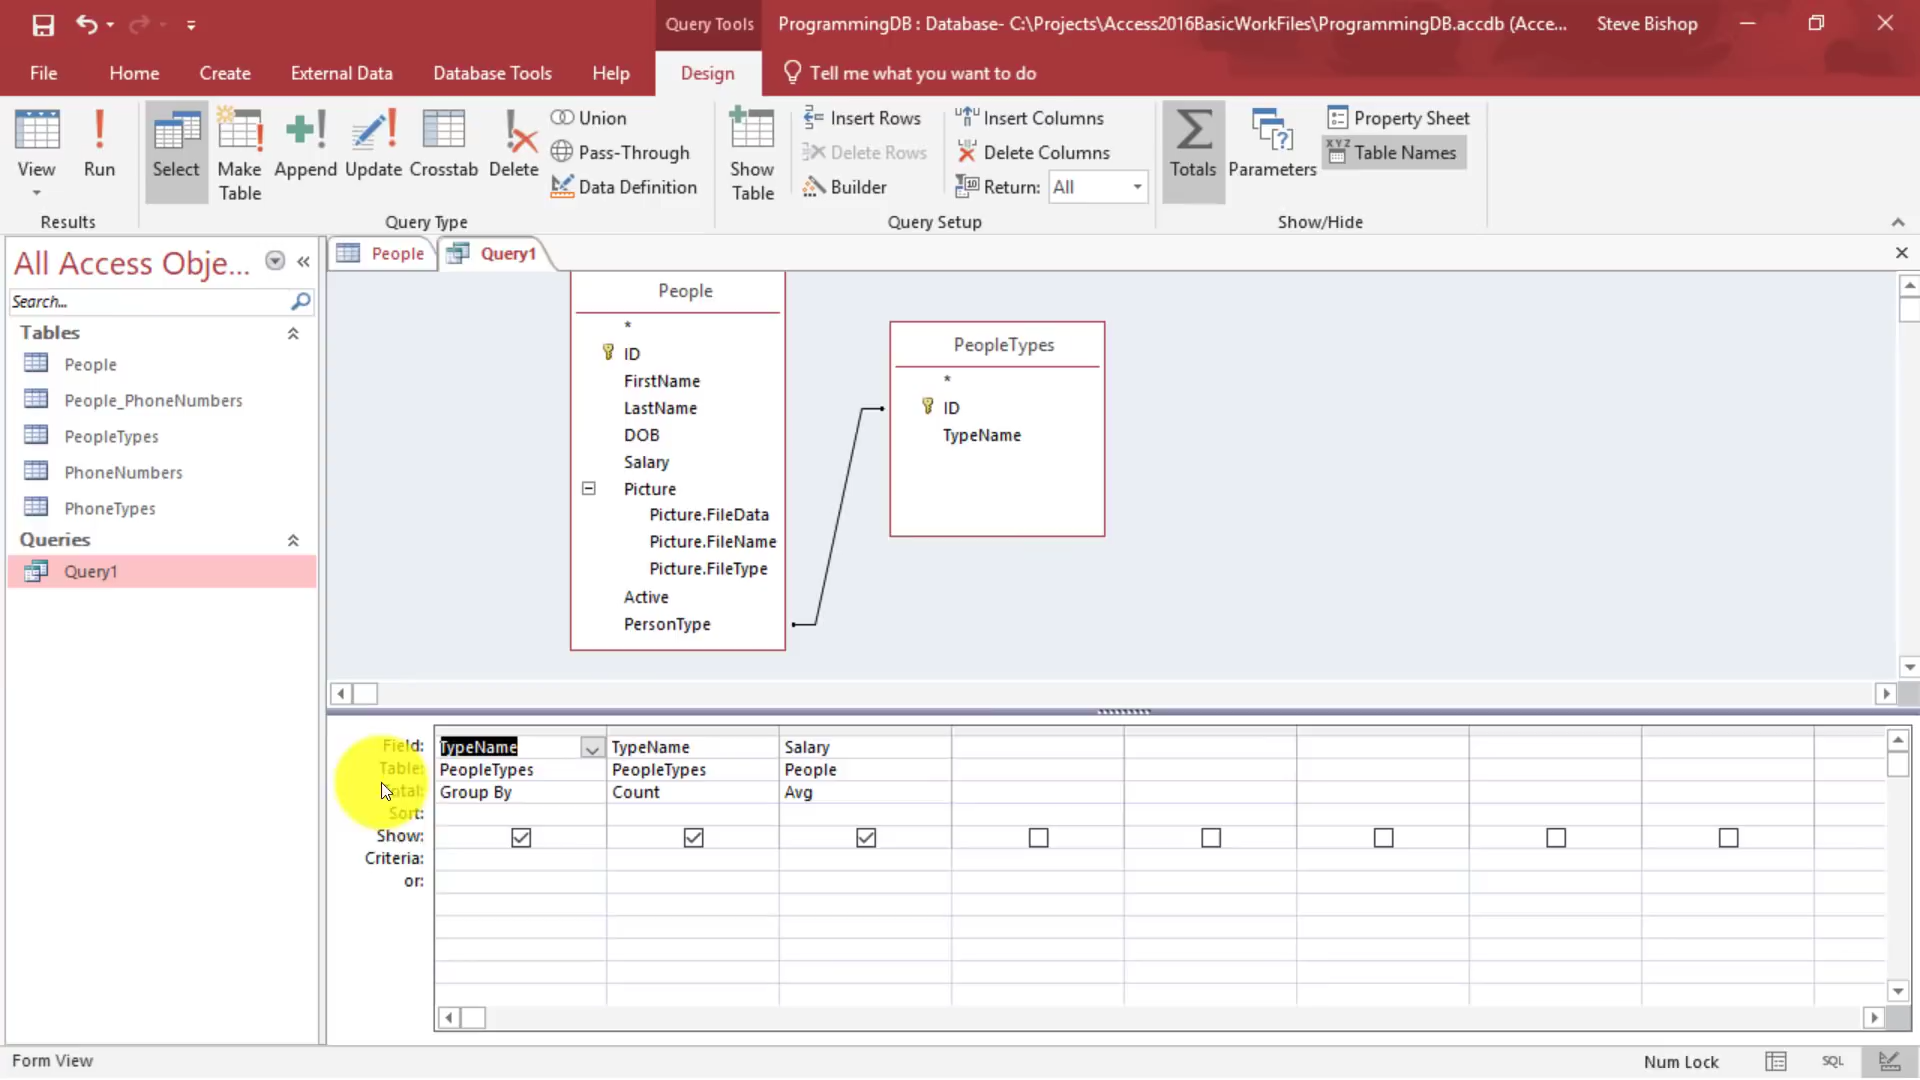 Query Tools
ProgrammingDB : Database- C:\Projects\Access2016BasicWorkFiles\ProgrammingDB.accdb (Acce...
Steve Bishop
File
Home
Create
External Data
Database Tools
Help
Design
Tell me what you want to do
View
Run
Select
Make Table
Append
Update
Crosstab
Delete
Union
Pass-Through
Data Definition
Show Table
Insert Rows
Delete Rows
Builder
Insert Columns
Delete Columns
Return: All
Totals
Parameters
Property Sheet
XYZ Table Names
Results
Query Type
Query Setup
Show/Hide
All Access Obje...
Search...
Tables
People
People_PhoneNumbers
PeopleTypes
PhoneNumbers
PhoneTypes
Queries
Query1
People
Query1
People
*
ID
FirstName
LastName
DOB
Salary
Picture
Picture.FileData
Picture.FileName
Picture.FileType
Active
PersonType
PeopleTypes
*
ID
TypeName
Field: TypeName TypeName Salary
Table: PeopleTypes PeopleTypes People
Total: Group By Count Avg
Sort:
Show:
Criteria:
or:
Form View
Num Lock
SQL